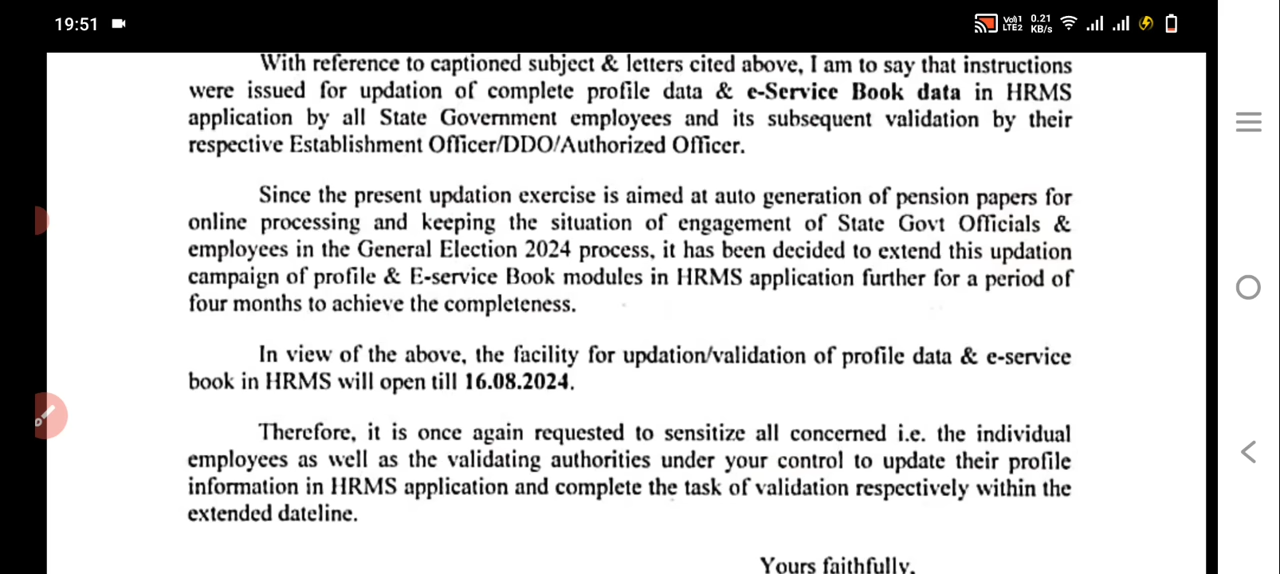 19:51
Vo) 1 LTE2 0.21 KB/s
With reference to captioned subject & letters cited above, I am to say that instructions
were issued for updation of complete profile data & e-Service Book data in HRMS
application by all State Government employees and its subsequent validation by their
respective Establishment Officer/DDO/Authorized Officer.
Since the present updation exercise is aimed at auto generation of pension papers for
online processing and keeping the situation of engagement of State Govt Officials &
employees in the General Election 2024 process, it has been decided to extend this updation
campaign of profile & E-service Book modules in HRMS application further for a period of
four months to achieve the completeness.
In view of the above, the facility for updation/validation of profile data & e-service
book in HRMS will open till 16.08.2024.
Therefore, it is once again requested to sensitize all concerned i.e. the individual
employees as well as the validating authorities under your control to update their profile
information in HRMS application and complete the task of validation respectively within the
extended dateline.
Yours faithfully,